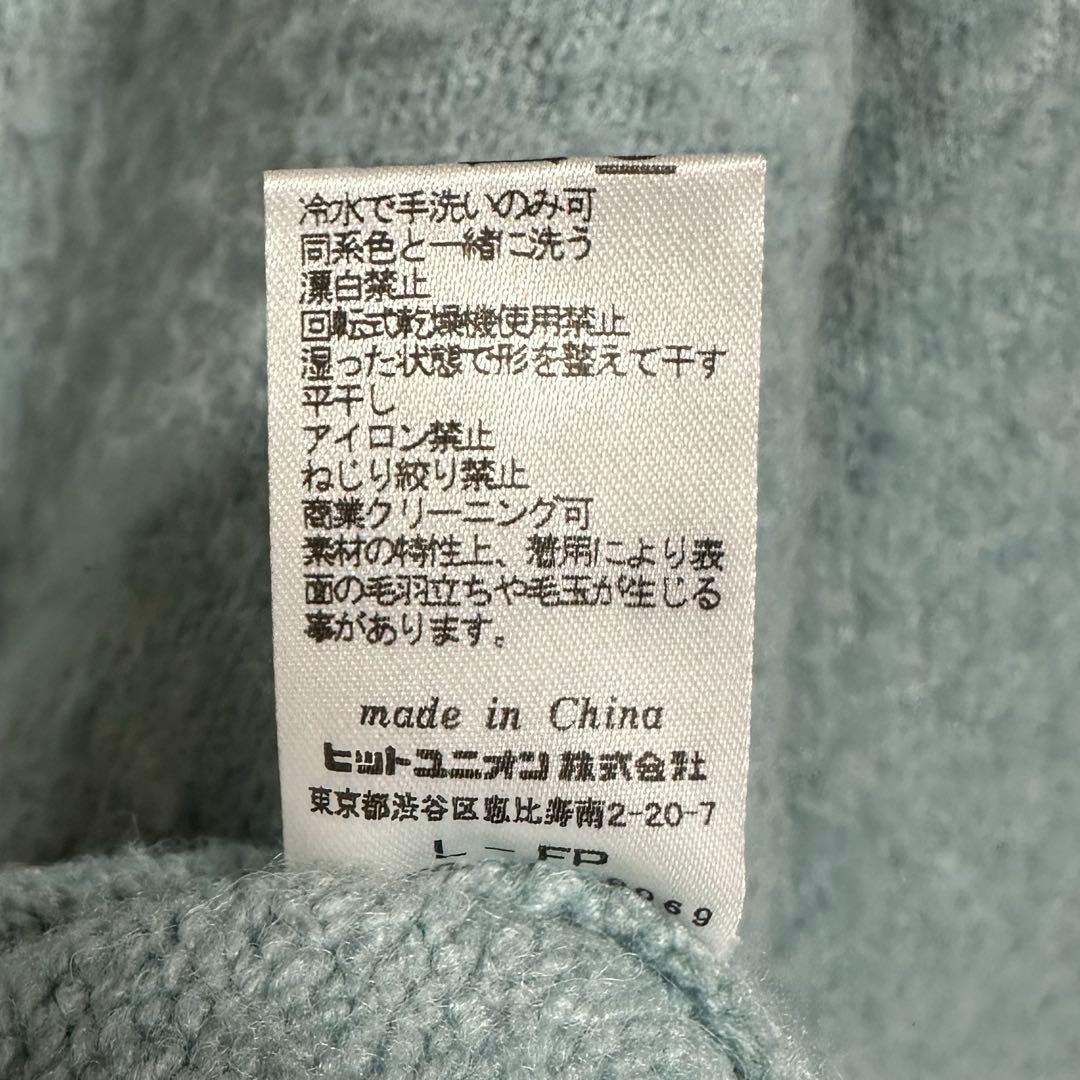 冷水で手洗いのみ可
同系色と一緒に洗う
漂白禁止
回転式乾燥機使用禁止
湿った状態で形を整えて干す
平干し
アイロン禁止
ねじり絞り禁止
商業クリーニング可
素材の特性上、着用により表
面の毛羽立ちや毛玉が生じる
事があります。
made in China
ヒットユニオン株式会社
東京都渋谷区恵比寿南2-20-7
L-FP